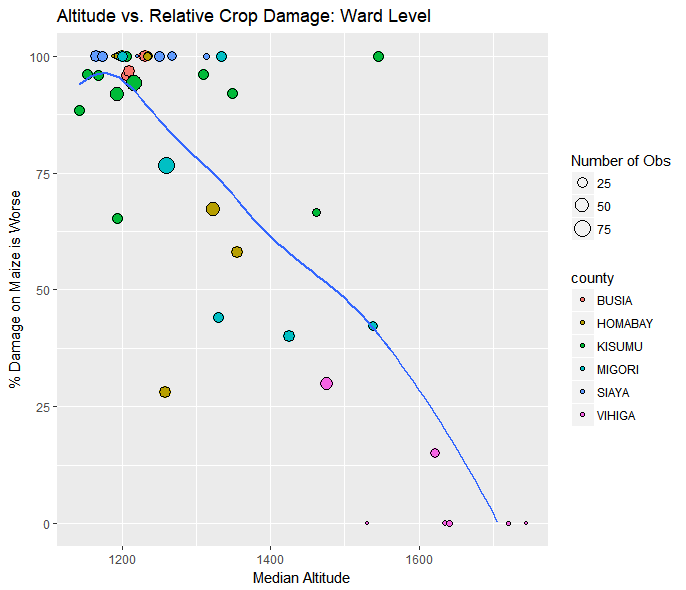 Altitude vs. Relative Crop Damage: Ward Level
% Damage on Maize is Worse
100
75
50
25
0
1200
1400
1600
Median Altitude
Number of Obs
25
50
75
county
BUSIA
HOMABAY
KISUMU
MIGORI
SIAYA
VIHIGA